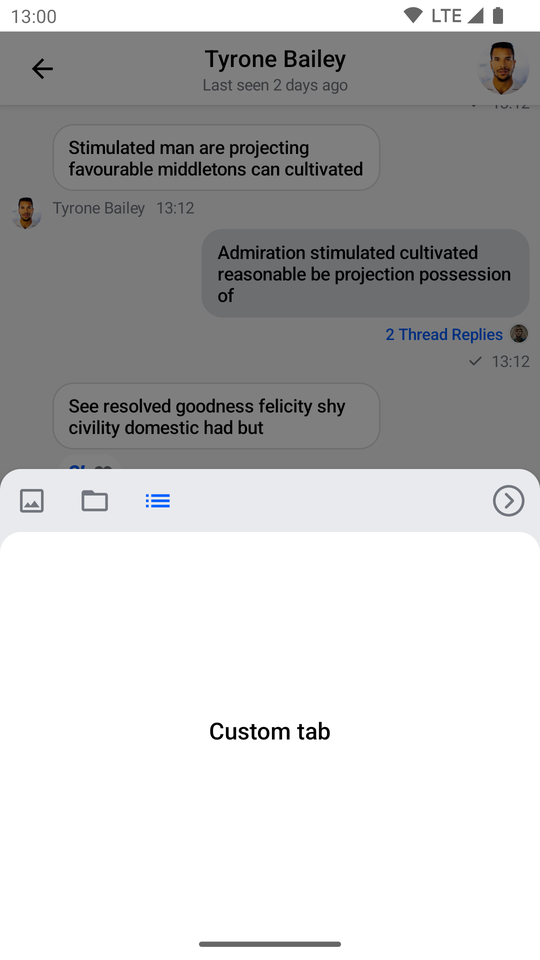 13:00
LTE
Tyrone Bailey
Last seen 2 days ago
13:12
Stimulated man are projecting
favourable middletons can cultivated
Tyrone Bailey 13:12
Admiration stimulated cultivated
reasonable be projection possession
of
2 Thread Replies
13:12
See resolved goodness felicity shy
civility domestic had but
Custom tab